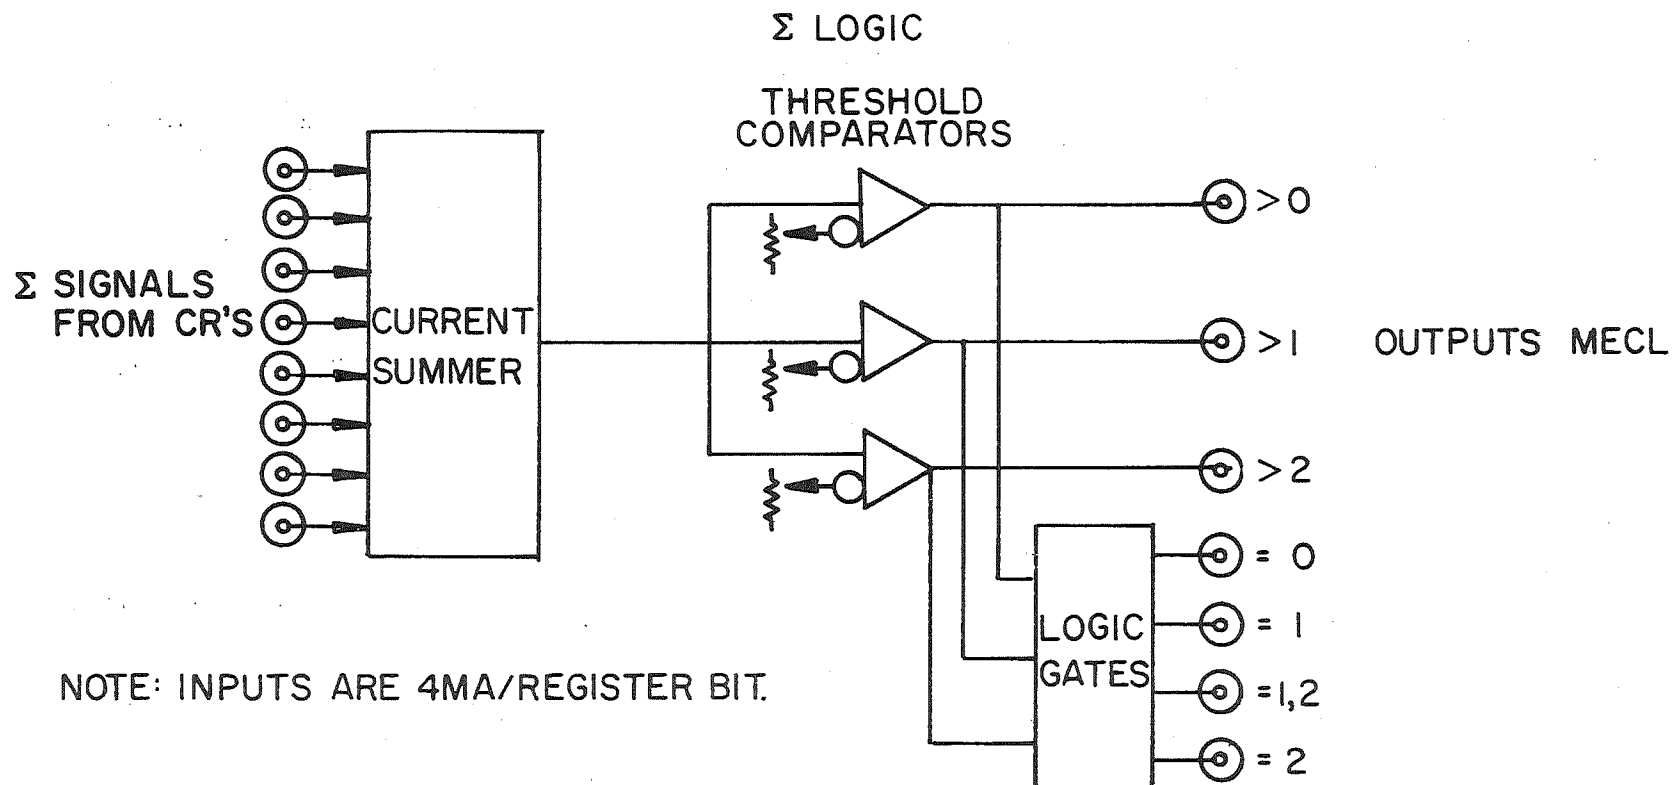 Σ LOGIC
THRESHOLD
COMPARATORS
Σ SIGNALS
FROM CR'S
CURRENT
SUMMER
>0
>1
OUTPUTS MECL
>2
= 0
LOGIC
GATES
= 1
=1,2
= 2
NOTE: INPUTS ARE 4MA/REGISTER BIT.